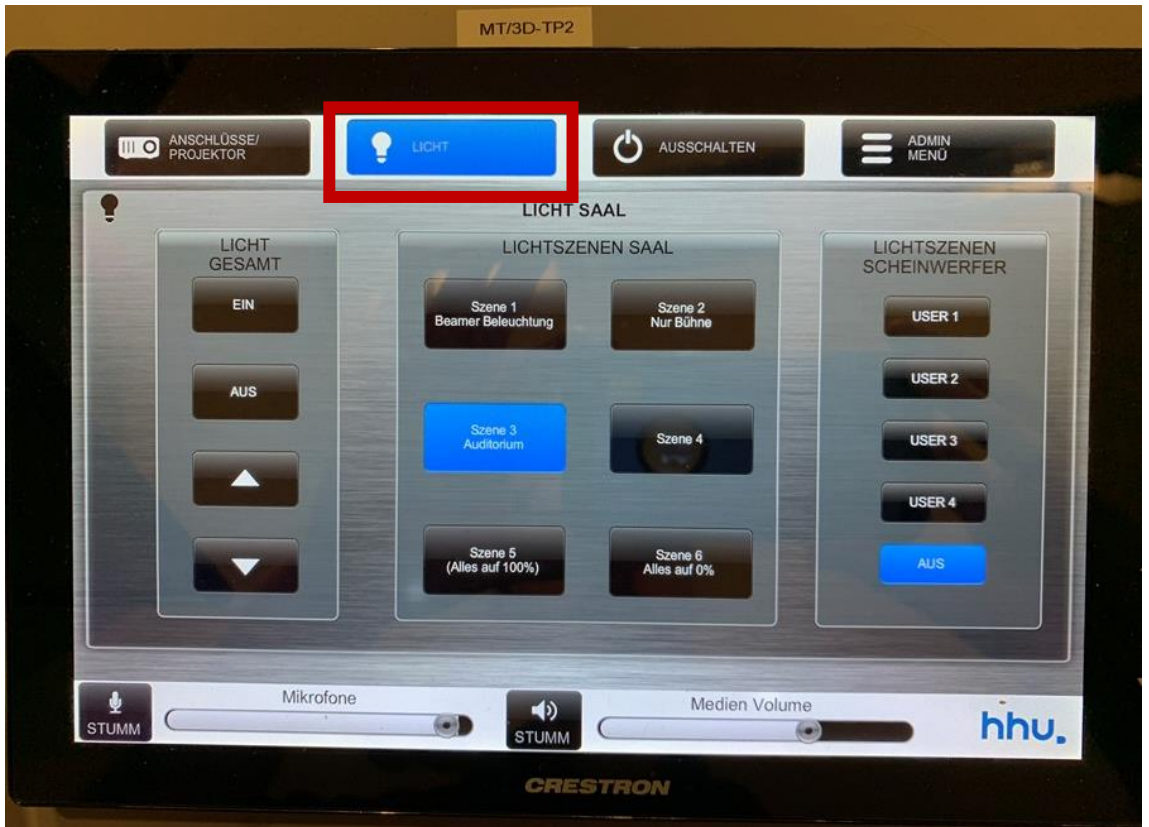 MT/3D-TP2
ANSCHLÜSSE/
PROJEKTOR
LICHT
AUSSCHALTEN
ADMIN
MENÜ
LICHT SAAL
LICHT
GESAMT
EIN
AUS
LICHTSZENEN SAAL
Szene 1
Beamer Beleuchtung
Szene 2
Nur Bühne
Szene 3
Auditorium
Szene 4
Szene 5
(Alles auf 100%)
Szene 6
Alles auf 0%
LICHTSZENEN
SCHEINWERFER
USER 1
USER 2
USER 3
USER 4
AUS
STUMM
Mikrofone
STUMM
Medien Volume
hhu.
CRESTRON